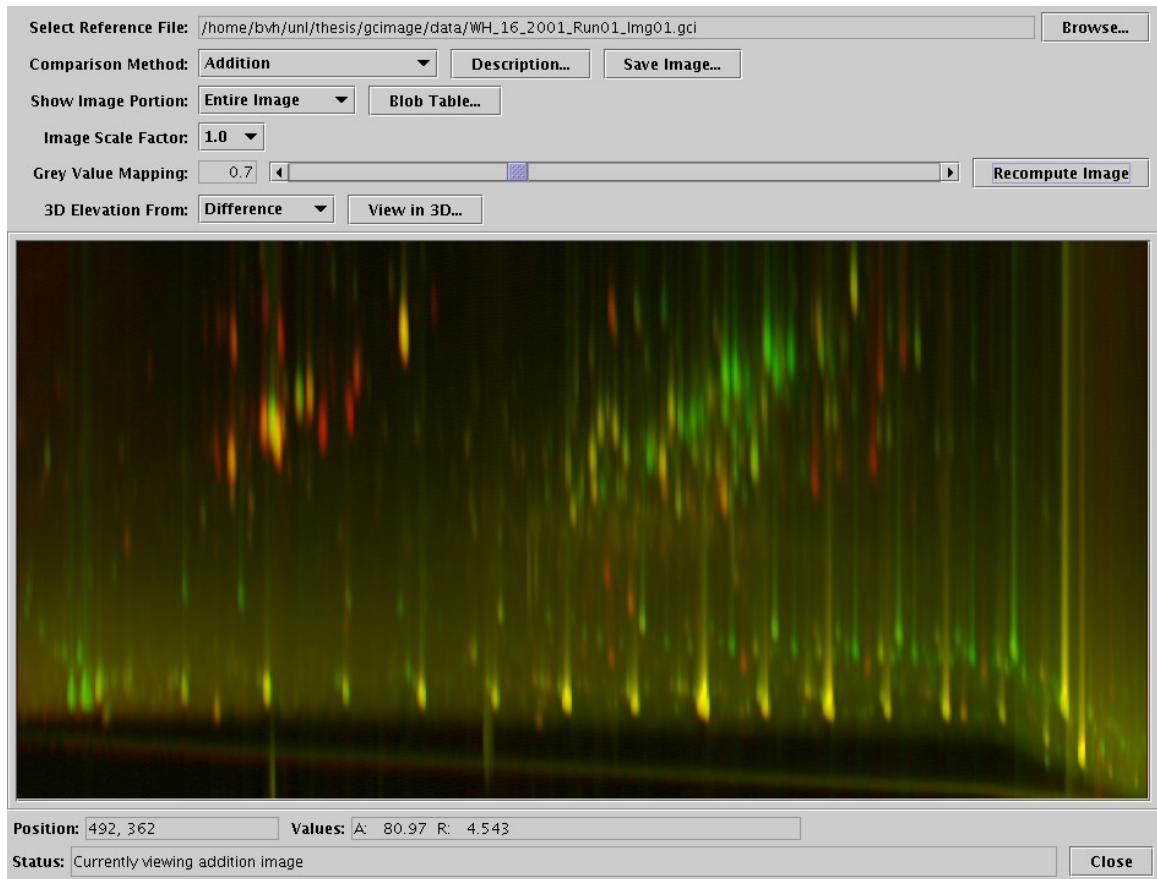 Select Reference File: /home/bvh/unl/thesis/gcimage/data/WH_16_2001_Run01_Img01.gci Browse...
Comparison Method: Addition Description... Save Image...
Show Image Portion: Entire Image Blob Table...
Image Scale Factor: 1.0
Grey Value Mapping: 0.7 Recompute Image
3D Elevation From: Difference View in 3D...
Position: 492, 362 Values: A: 80.97 R: 4.543
Status: Currently viewing addition image Close